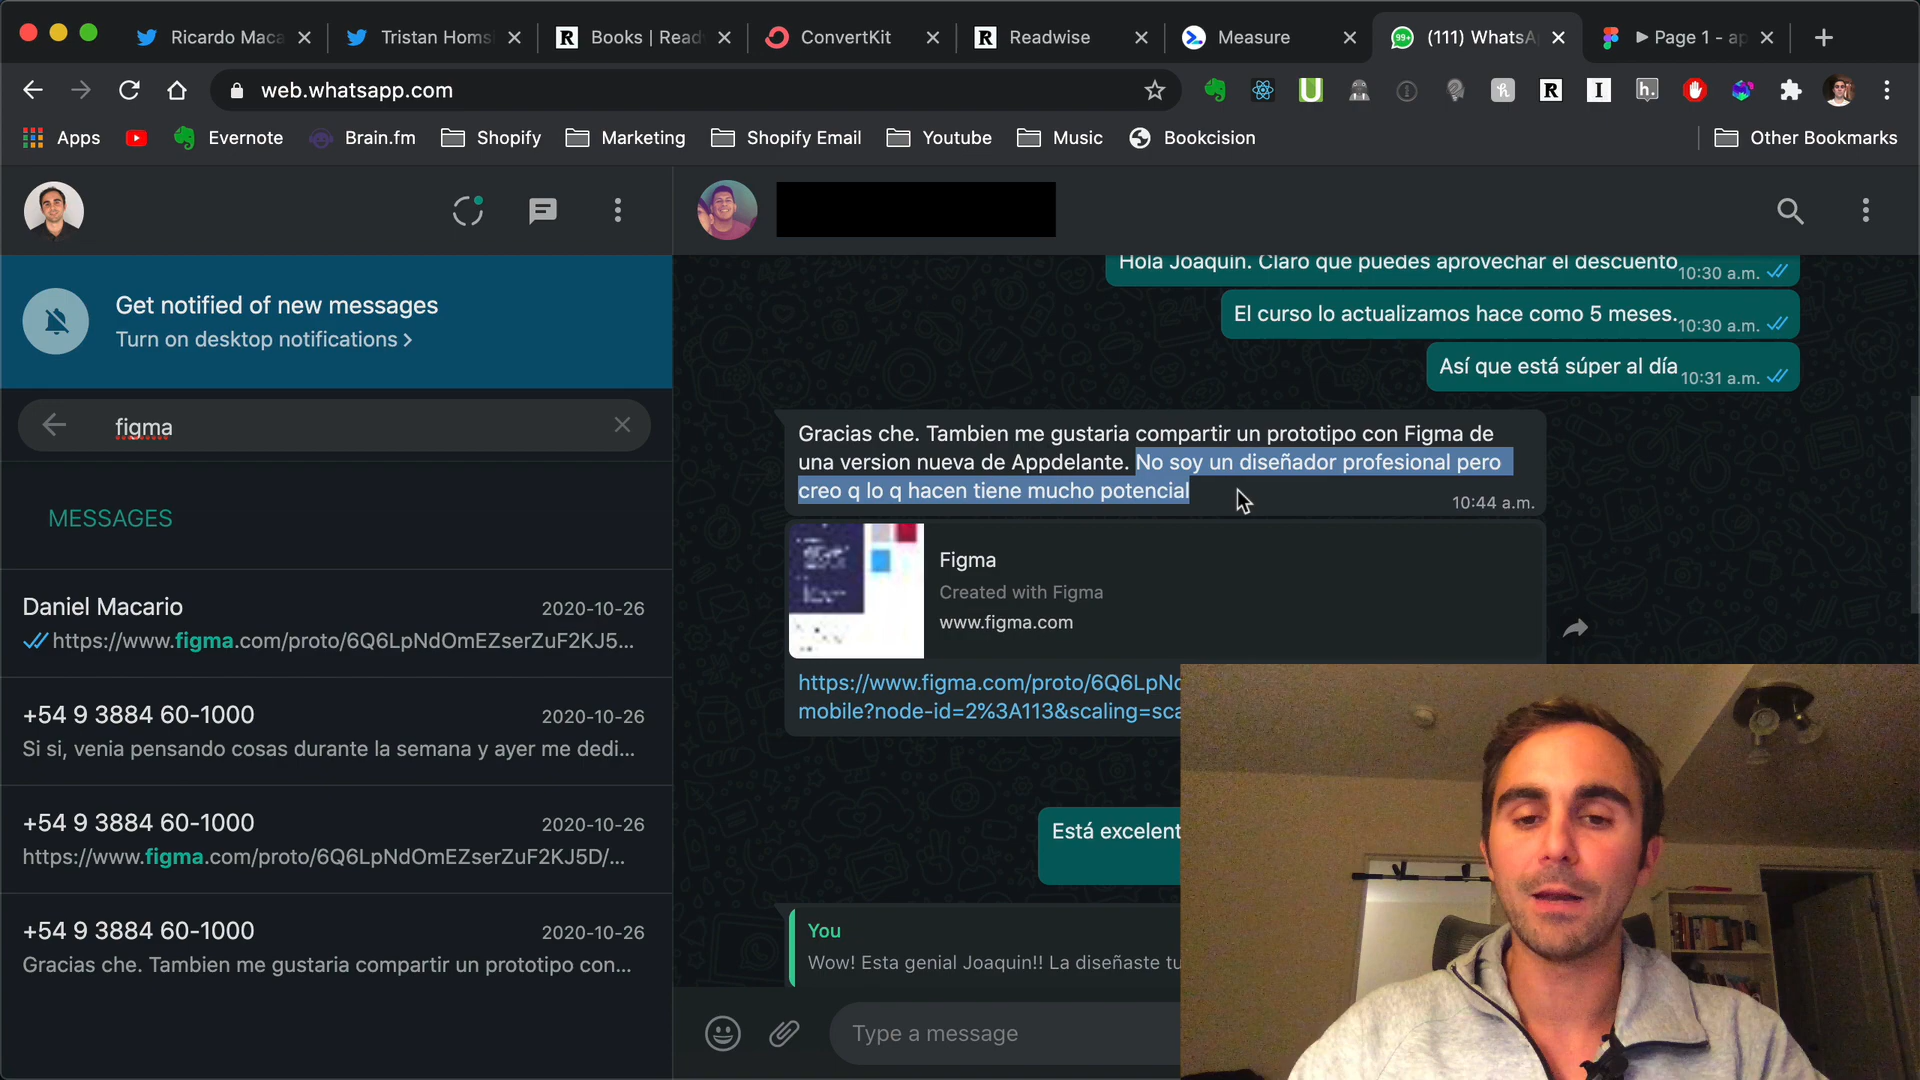 Ricardo Maca
Tristan Homs
Books | Read
ConvertKit
Readwise
Measure
(111) WhatsA
Page 1 - ap
web.whatsapp.com
Apps
Evernote
Brain.fm
Shopify
Marketing
Shopify Email
Youtube
Music
Bookcision
Other Bookmarks
Get notified of new messages
Turn on desktop notifications >
figma
MESSAGES
Daniel Macario
2020-10-26
https://www.figma.com/proto/6Q6LpNdOmEZserZuF2KJ5...
+54 9 3884 60-1000
2020-10-26
Si si, venia pensando cosas durante la semana y ayer me dedi...
+54 9 3884 60-1000
2020-10-26
https://www.figma.com/proto/6Q6LpNdOmEZserZuF2KJ5D/...
+54 9 3884 60-1000
2020-10-26
Gracias che. Tambien me gustaria compartir un prototipo con...
Hola Joaquin. Claro que puedes aprovechar el descuento
10:30 a.m.
El curso lo actualizamos hace como 5 meses.
10:30 a.m.
Así que está súper al día
10:31 a.m.
Gracias che. Tambien me gustaria compartir un prototipo con Figma de
una version nueva de Appdelante. No soy un diseñador profesional pero
creo q lo q hacen tiene mucho potencial
10:44 a.m.
Figma
Created with Figma
www.figma.com
https://www.figma.com/proto/6Q6LpNd
mobile?node-id=2%3A113&scaling=sca
Está excelent
You
Wow! Esta genial Joaquin!! La diseñaste tu
Type a message